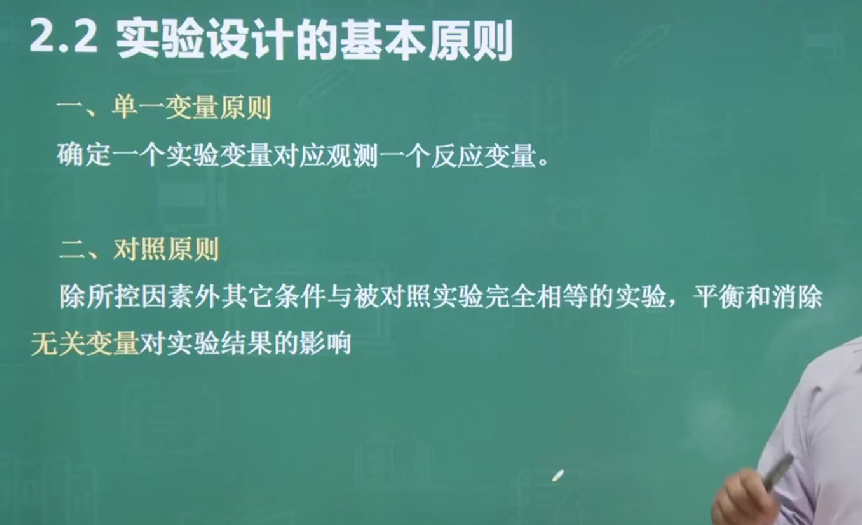 2.2 实验设计的基本原则
一、单一变量原则
确定一个实验变量对应观测一个反应变量。
二、对照原则
除所控因素外其它条件与被对照实验完全相等的实验，平衡和消除
无关变量对实验结果的影响